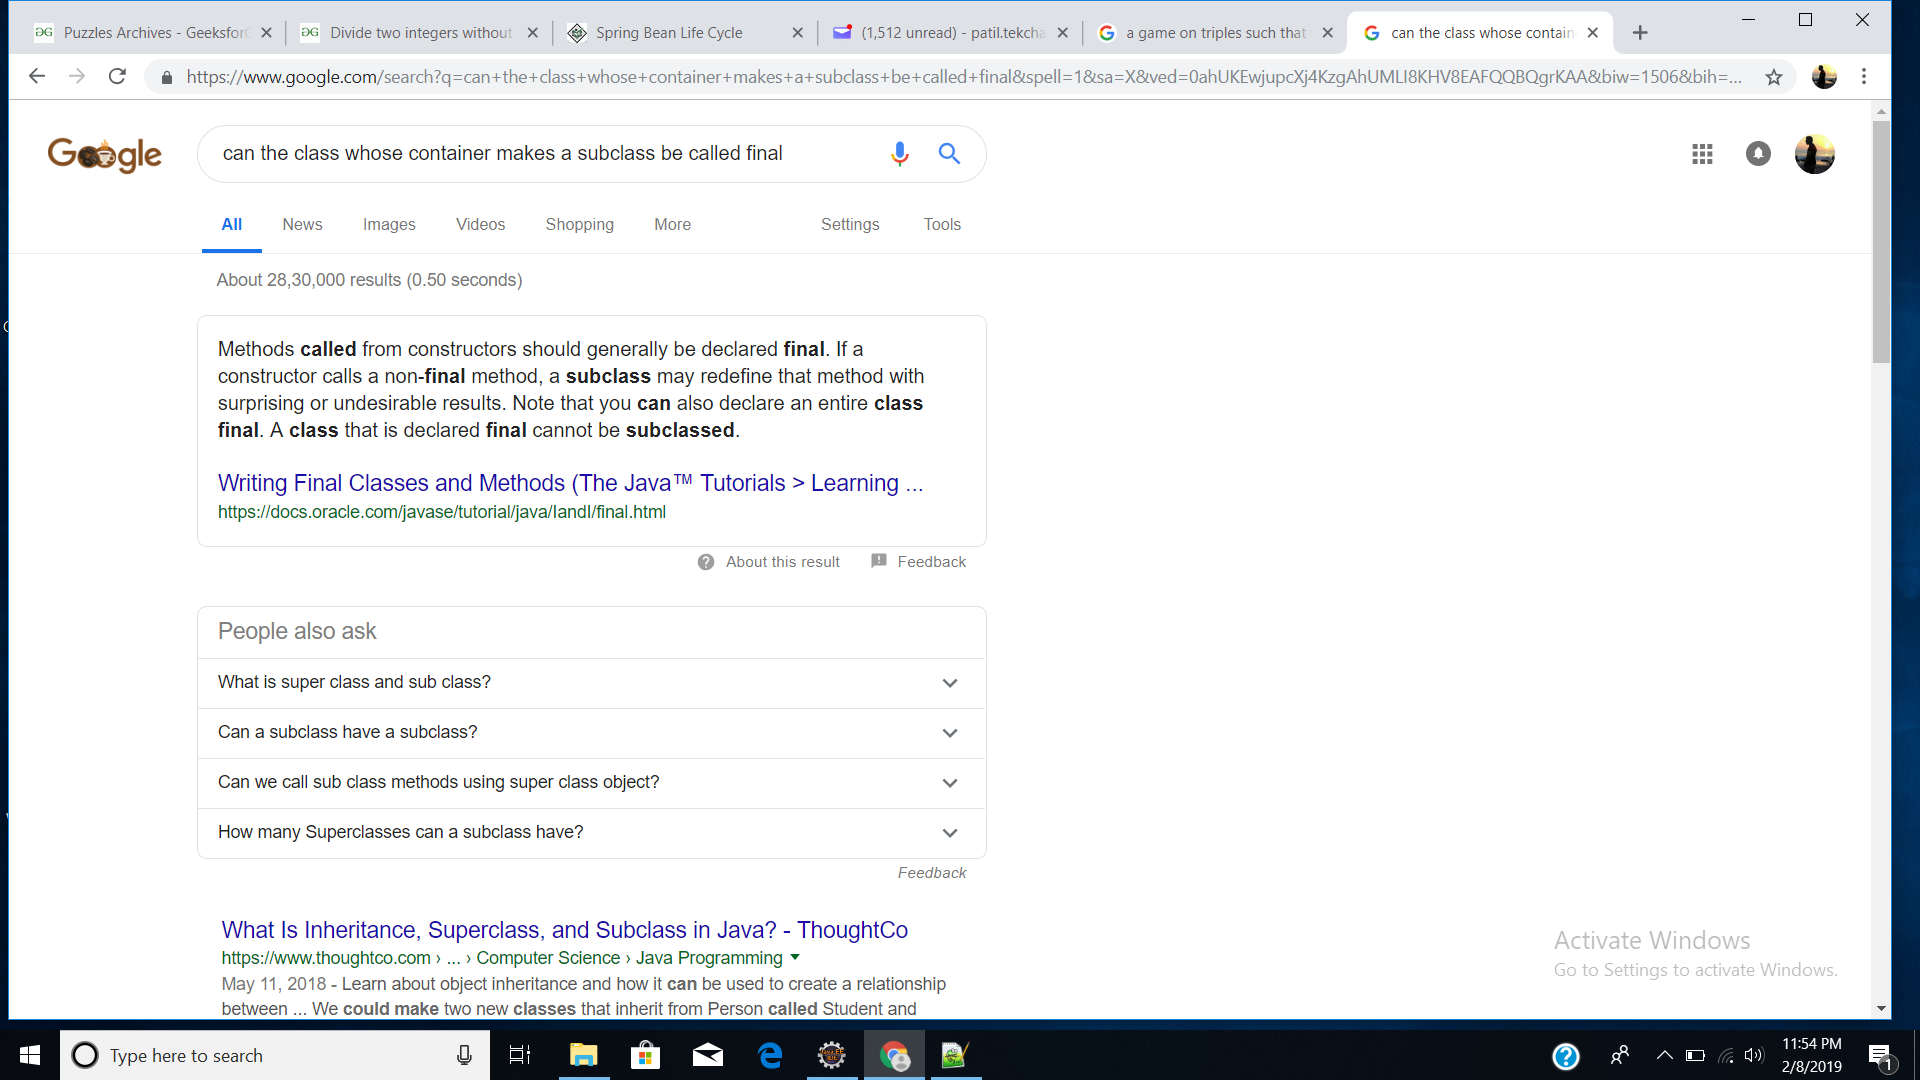 Puzzles Archives - Geeksfor
Divide two integers without
Spring Bean Life Cycle
(1,512 unread) - patil.tekcha
a game on triples such that
can the class whose contain
https://www.google.com/search?q=can+the+class+whose+container+makes+a+subclass+be+called+final&spell=1&sa=X&ved=0ahUKEwjupcXj4KzgAhUMLI8KHV8EAFQQBQgrKAA&biw=1506&bih=...
Google
can the class whose container makes a subclass be called final
All News Images Videos Shopping More Settings Tools
About 28,30,000 results (0.50 seconds)
Methods called from constructors should generally be declared final. If a
constructor calls a non-final method, a subclass may redefine that method with
surprising or undesirable results. Note that you can also declare an entire class
final. A class that is declared final cannot be subclassed.
Writing Final Classes and Methods (The Java™ Tutorials > Learning ...
https://docs.oracle.com/javase/tutorial/java/IandI/final.html
About this result Feedback
People also ask
What is super class and sub class?
Can a subclass have a subclass?
Can we call sub class methods using super class object?
How many Superclasses can a subclass have?
Feedback
What Is Inheritance, Superclass, and Subclass in Java? - ThoughtCo
https://www.thoughtco.com › ... › Computer Science › Java Programming
May 11, 2018 - Learn about object inheritance and how it can be used to create a relationship
between ... We could make two new classes that inherit from Person called Student and
Activate Windows
Go to Settings to activate Windows.
Type here to search
11:54 PM
2/8/2019
1